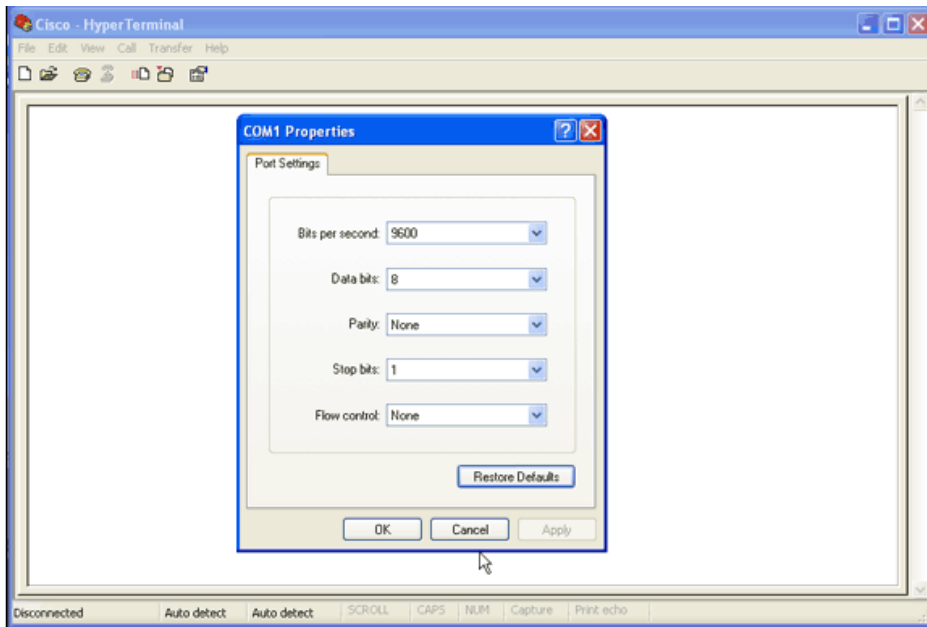 Cisco - HyperTerminal
File Edit View Call Transfer Help
COM1 Properties
Port Settings
Bits per second: 9600
Data bits: 8
Parity: None
Stop bits: 1
Flow control: None
Restore Defaults
OK Cancel Apply
Disconnected Auto detect Auto detect SCROLL CAPS NUM Capture Print echo